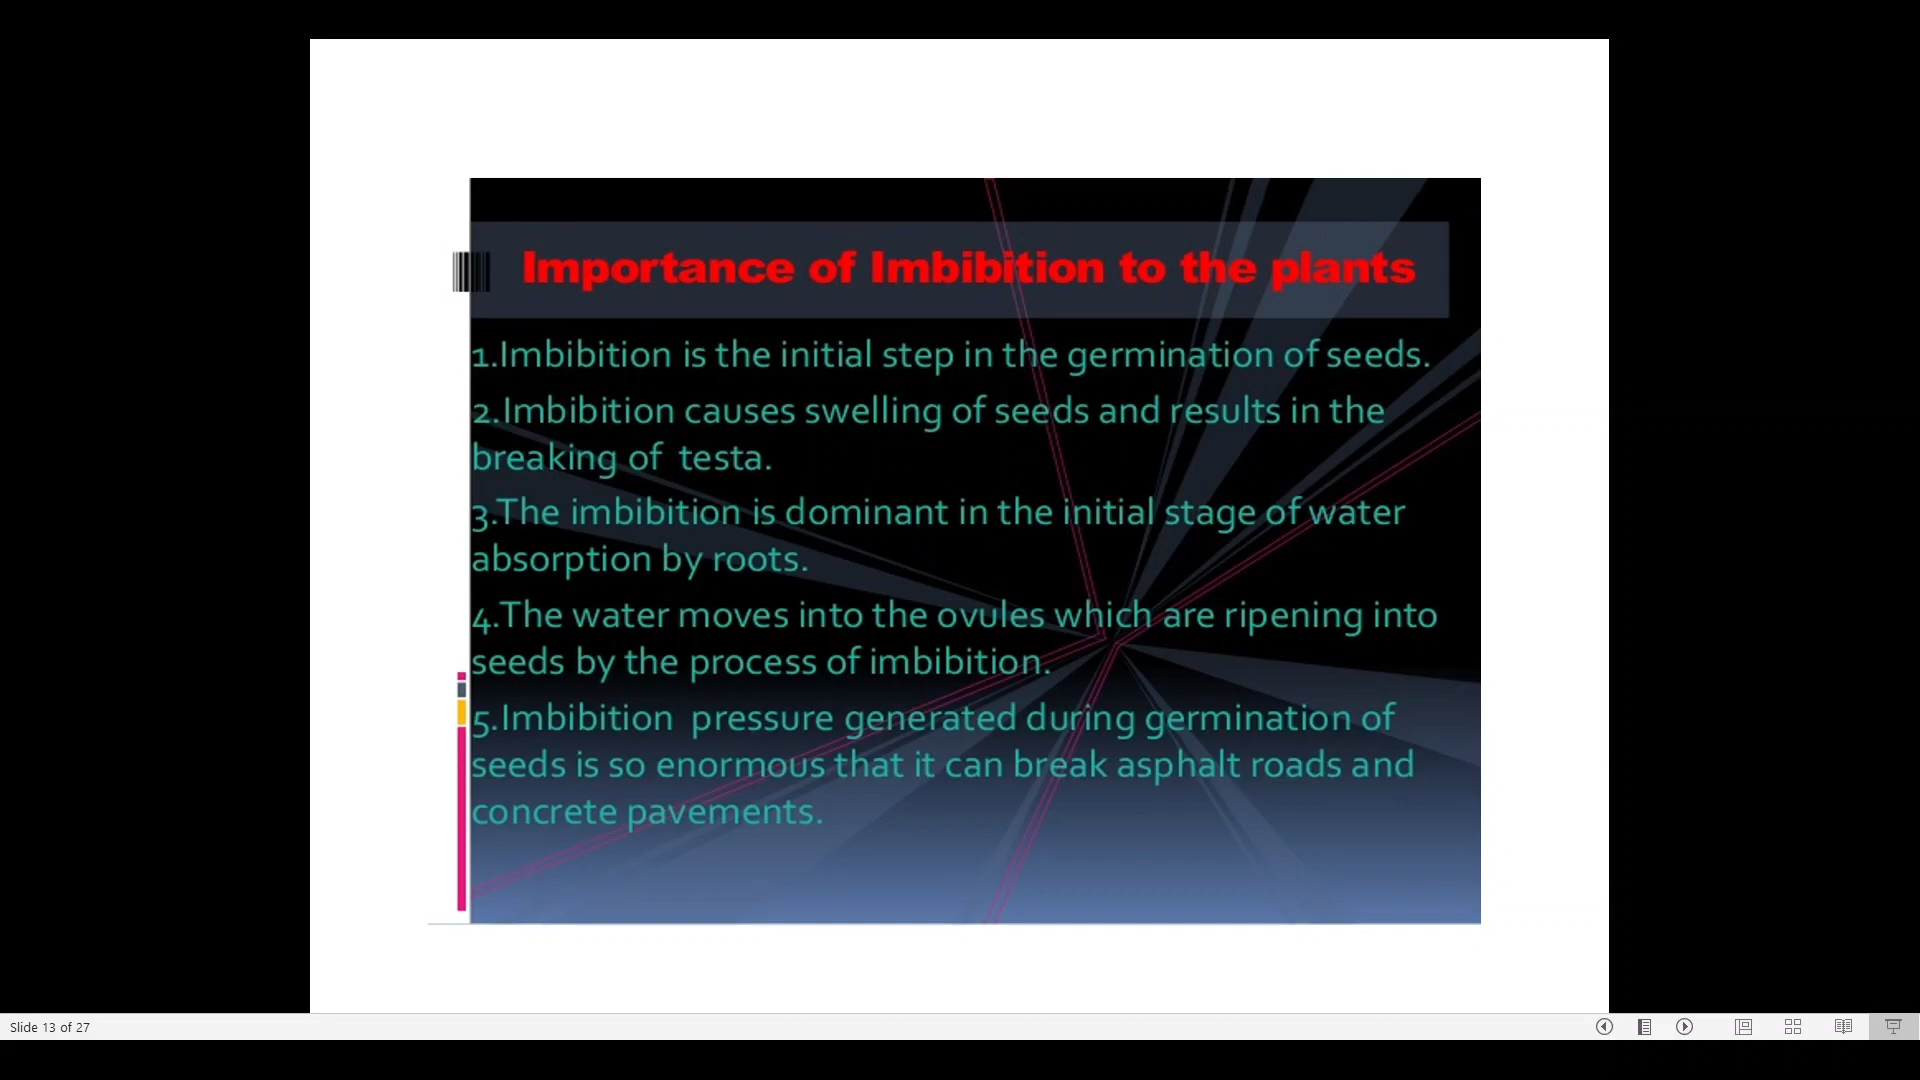 Importance of Imbibition to the plants
1.Imbibition is the initial step in the germination of seeds.
2.Imbibition causes swelling of seeds and results in the
breaking of  testa.
3.The imbibition is dominant in the initial stage of water
absorption by roots.
4.The water moves into the ovules which are ripening into
seeds by the process of imbibition.
5.Imbibition  pressure generated during germination of
seeds is so enormous that it can break asphalt roads and
concrete pavements.
Slide 13 of 27